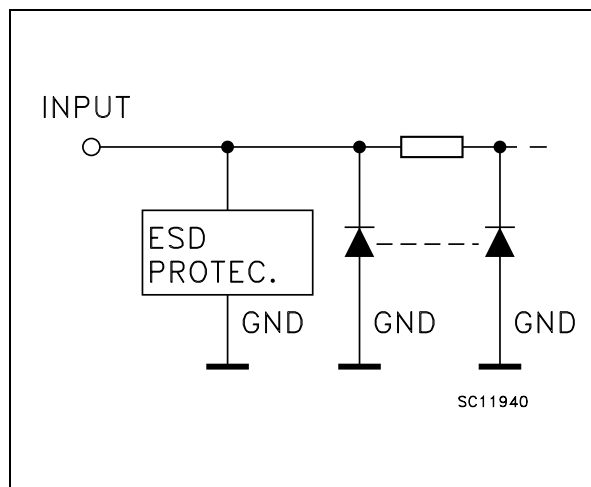 INPUT
ESD
PROTEC.
GND
GND
GND
SC11940